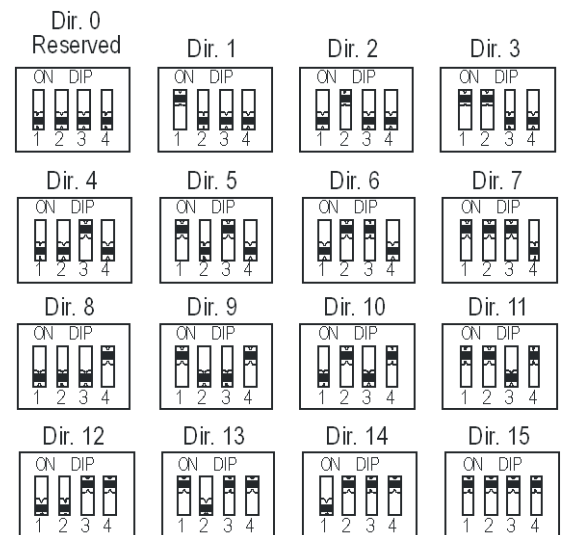 Dir. 0
Reserved
Dir. 1
Dir. 2
Dir. 3
ON DIP
1 2 3 4
ON DIP
1 2 3 4
ON DIP
1 2 3 4
ON DIP
1 2 3 4
Dir. 4
Dir. 5
Dir. 6
Dir. 7
ON DIP
1 2 3 4
ON DIP
1 2 3 4
ON DIP
1 2 3 4
ON DIP
1 2 3 4
Dir. 8
Dir. 9
Dir. 10
Dir. 11
ON DIP
1 2 3 4
ON DIP
1 2 3 4
ON DIP
1 2 3 4
ON DIP
1 2 3 4
Dir. 12
Dir. 13
Dir. 14
Dir. 15
ON DIP
1 2 3 4
ON DIP
1 2 3 4
ON DIP
1 2 3 4
ON DIP
1 2 3 4